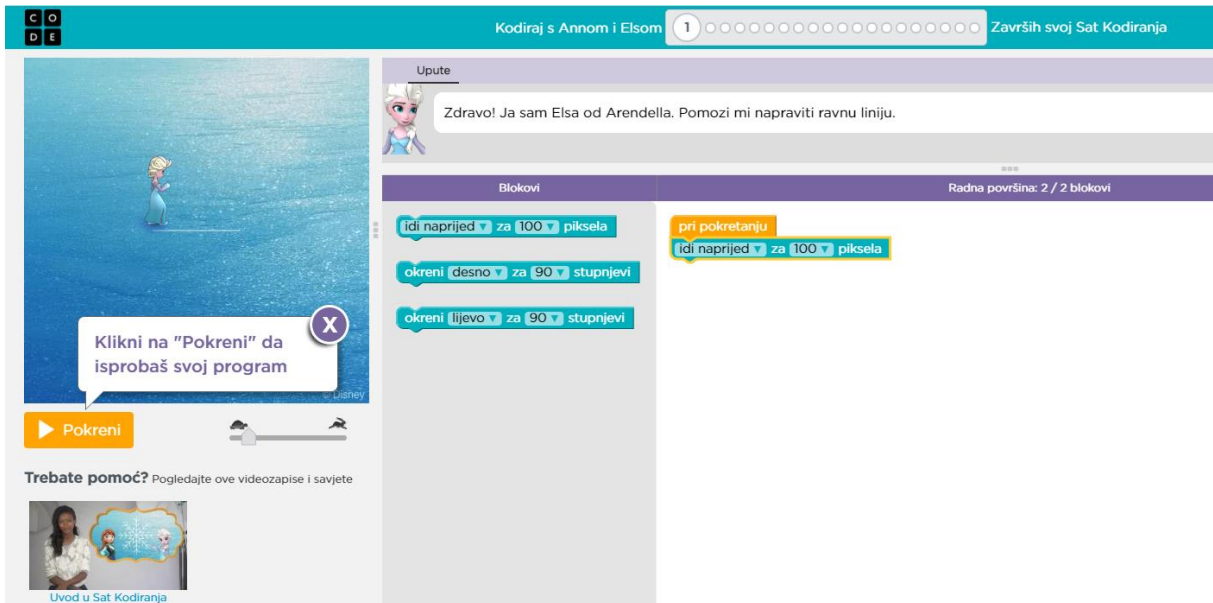 C O
D E
Kodiraj s Annom i Elsom
1
Završih svoj Sat Kodiranja
Upute
Zdravo! Ja sam Elsa od Arendella. Pomozi mi napraviti ravnu liniju.
Blokovi
Radna površina: 2 / 2 blokovi
idi naprijed za 100 piksela
okreni desno za 90 stupnjevi
okreni lijevo za 90 stupnjevi
pri pokretanju
idi naprijed za 100 piksela
Klikni na "Pokreni" da
isprobaš svoj program
X
© Disney
Pokreni
Trebate pomoć? Pogledajte ove videozapise i savjete
Uvod u Sat Kodiranja